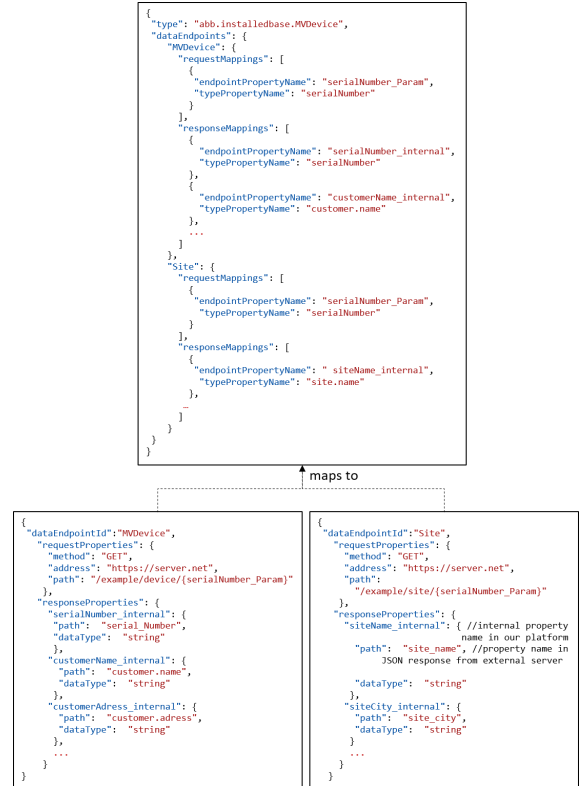 {
"type": "abb.installedbase.MVDevice",
"dataEndpoints": {
"MVDevice": {
"requestMappings": [
{
"endpointPropertyName": "serialNumber_Param",
"typePropertyName": "serialNumber"
}
],
"responseMappings": [
{
"endpointPropertyName": "serialNumber_internal",
"typePropertyName": "serialNumber"
},
{
"endpointPropertyName": "customerName_internal",
"typePropertyName": "customer.name"
},
...
]
},
"Site": {
"requestMappings": [
{
"endpointPropertyName": "serialNumber_Param",
"typePropertyName": "serialNumber"
}
],
"responseMappings": [
{
"endpointPropertyName": " siteName_internal",
"typePropertyName": "site.name"
},
_
]
}
}
}
maps to
{
"dataEndpointId":"MVDevice",
"requestProperties": {
"method": "GET",
"address": "https://server.net",
"path": "/example/device/{serialNumber_Param}"
},
"responseProperties": {
"serialNumber_internal": {
"path": "serial_Number",
"dataType": "string"
},
"customerName_internal": {
"path": "customer.name",
"dataType": "string"
},
"customerAdress_internal": {
"path": "customer.adress",
"dataType": "string"
},
...
}
}
{
"dataEndpointId":"Site",
"requestProperties": {
"method": "GET",
"address": "https://server.net",
"path":
"/example/site/{serialNumber_Param}"
},
"responseProperties": {
"siteName_internal": { //internal property
name in our platform
"path": "site_name", //property name in
JSON response from external server
"dataType": "string"
},
"siteCity_internal": {
"path": "site_city",
"dataType": "string"
}
...
}
}